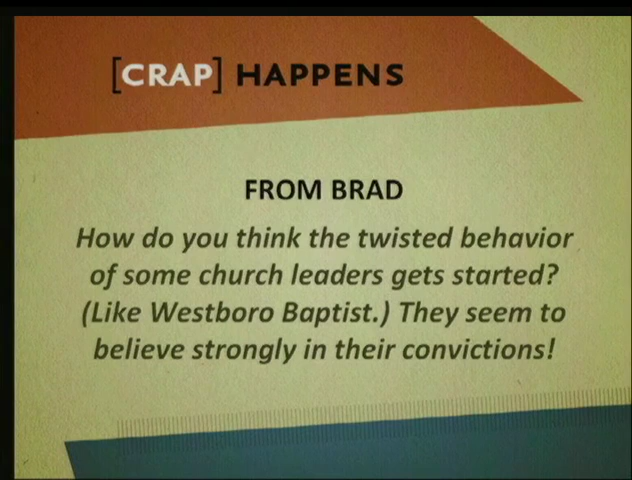 [CRAP] HAPPENS
FROM BRAD
How do you think the twisted behavior
of some church leaders gets started?
(Like Westboro Baptist.) They seem to
believe strongly in their convictions!